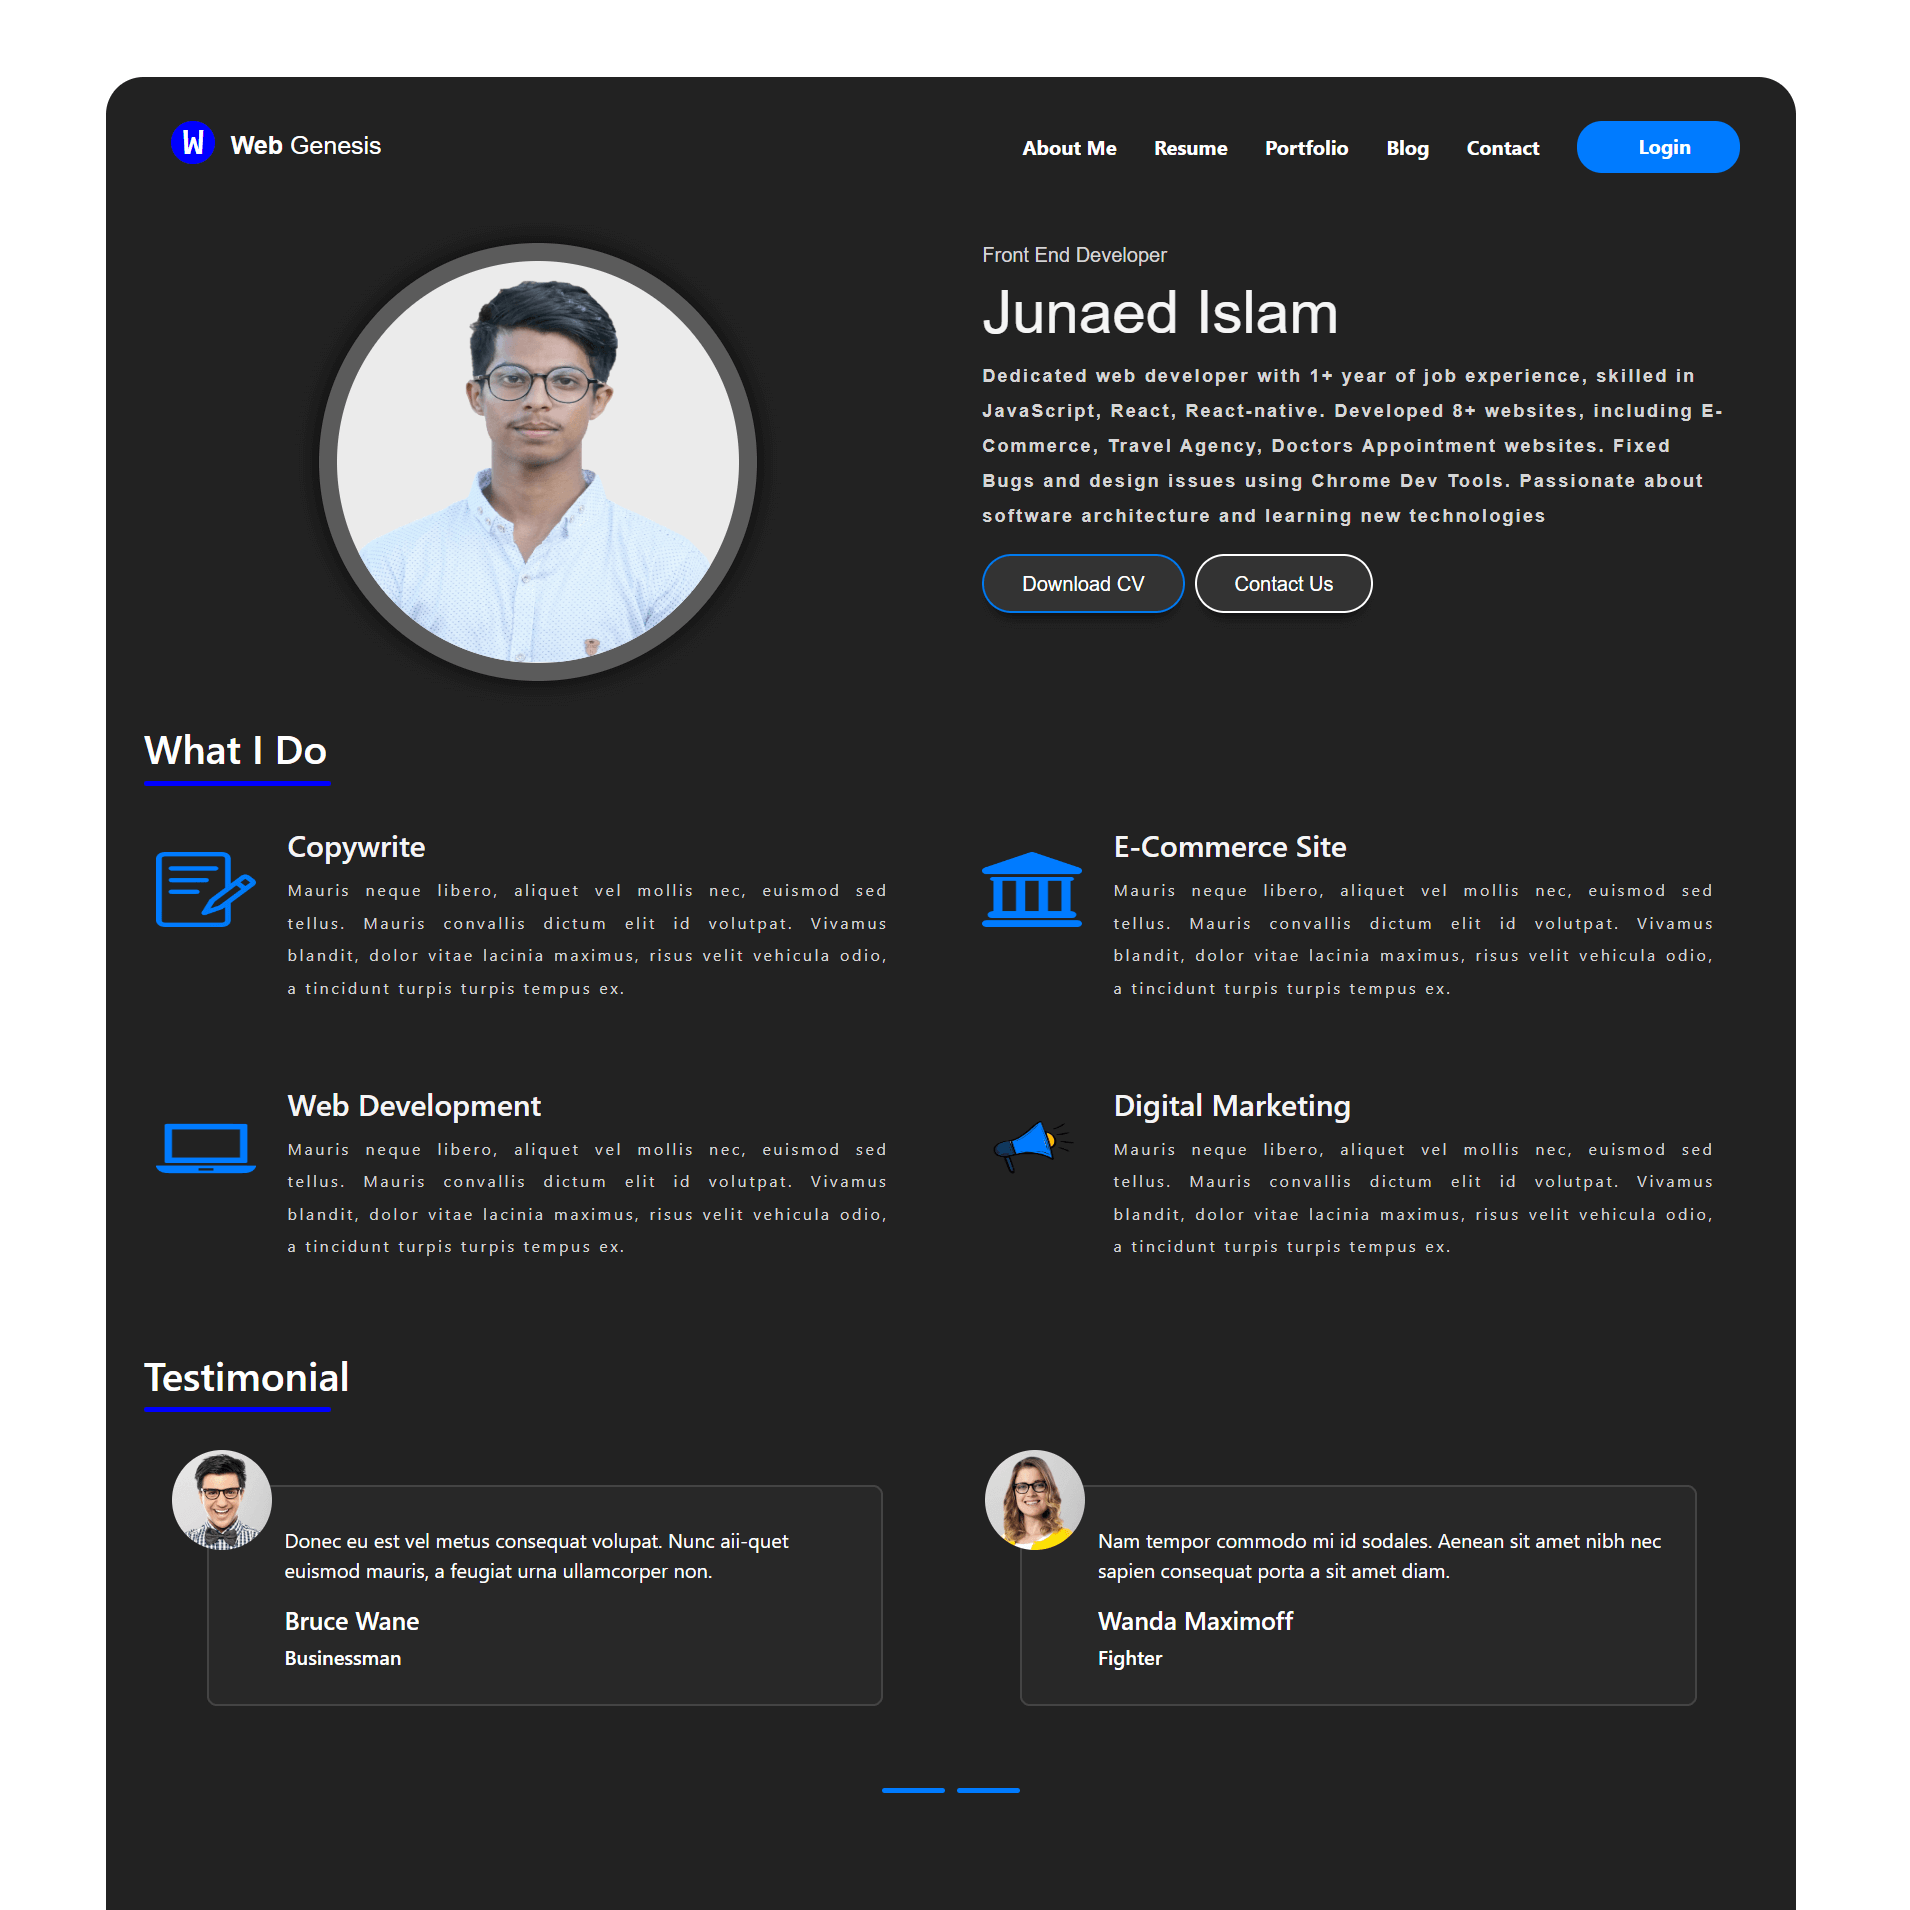 W Web Genesis
About Me Resume Portfolio Blog Contact Login
Front End Developer
Junaed Islam
Dedicated web developer with 1+ year of job experience, skilled in
JavaScript, React, React-native. Developed 8+ websites, including E-
Commerce, Travel Agency, Doctors Appointment websites. Fixed
Bugs and design issues using Chrome Dev Tools. Passionate about
software architecture and learning new technologies
Download CV Contact Us
What I Do
Copywrite
Mauris neque libero, aliquet vel mollis nec, euismod sed
tellus. Mauris convallis dictum elit id volutpat. Vivamus
blandit, dolor vitae lacinia maximus, risus velit vehicula odio,
a tincidunt turpis turpis tempus ex.
E-Commerce Site
Mauris neque libero, aliquet vel mollis nec, euismod sed
tellus. Mauris convallis dictum elit id volutpat. Vivamus
blandit, dolor vitae lacinia maximus, risus velit vehicula odio,
a tincidunt turpis turpis tempus ex.
Web Development
Mauris neque libero, aliquet vel mollis nec, euismod sed
tellus. Mauris convallis dictum elit id volutpat. Vivamus
blandit, dolor vitae lacinia maximus, risus velit vehicula odio,
a tincidunt turpis turpis tempus ex.
Digital Marketing
Mauris neque libero, aliquet vel mollis nec, euismod sed
tellus. Mauris convallis dictum elit id volutpat. Vivamus
blandit, dolor vitae lacinia maximus, risus velit vehicula odio,
a tincidunt turpis turpis tempus ex.
Testimonial
Donec eu est vel metus consequat volupat. Nunc aii-quet
euismod mauris, a feugiat urna ullamcorper non.
Bruce Wane
Businessman
Nam tempor commodo mi id sodales. Aenean sit amet nibh nec
sapien consequat porta a sit amet diam.
Wanda Maximoff
Fighter